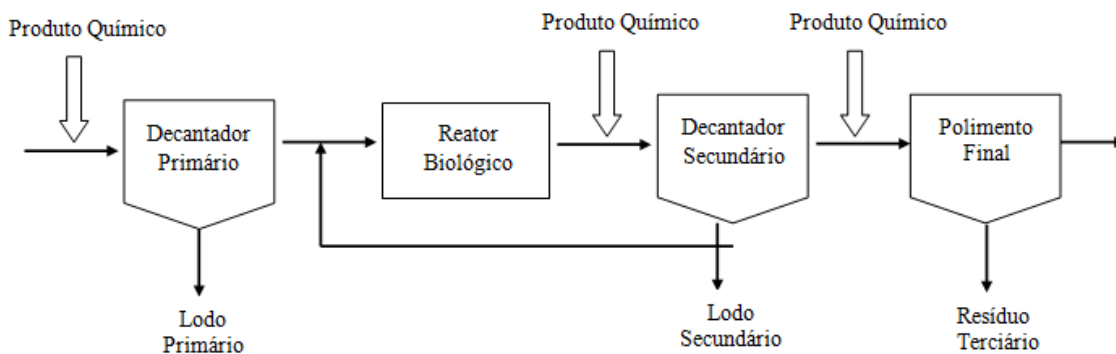 Produto Químico
Produto Químico
Produto Químico
Decantador
Primário
Reator
Biológico
Decantador
Secundário
Polimento
Final
Lodo
Primário
Lodo
Secundário
Resíduo
Terciário